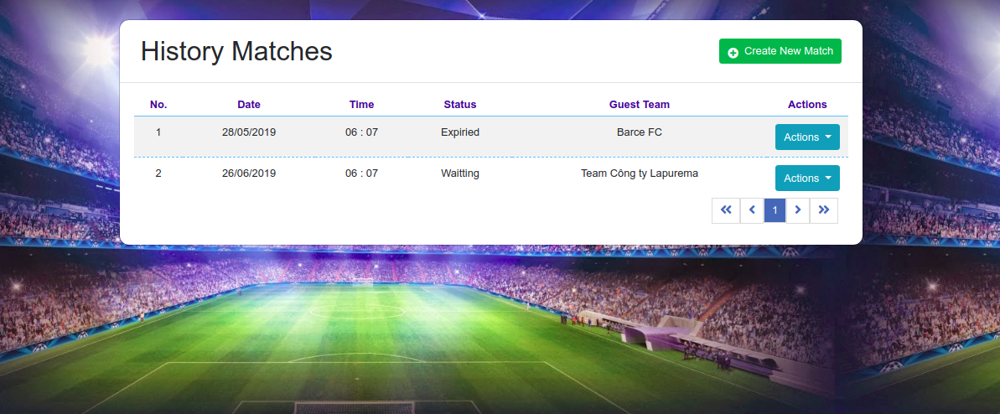 History Matches
Create New Match
No. Date Time Status Guest Team Actions
1 28/05/2019 06 : 07 Expiried Barce FC Actions
2 26/06/2019 06 : 07 Waitting Team Công ty Lapurema Actions
1